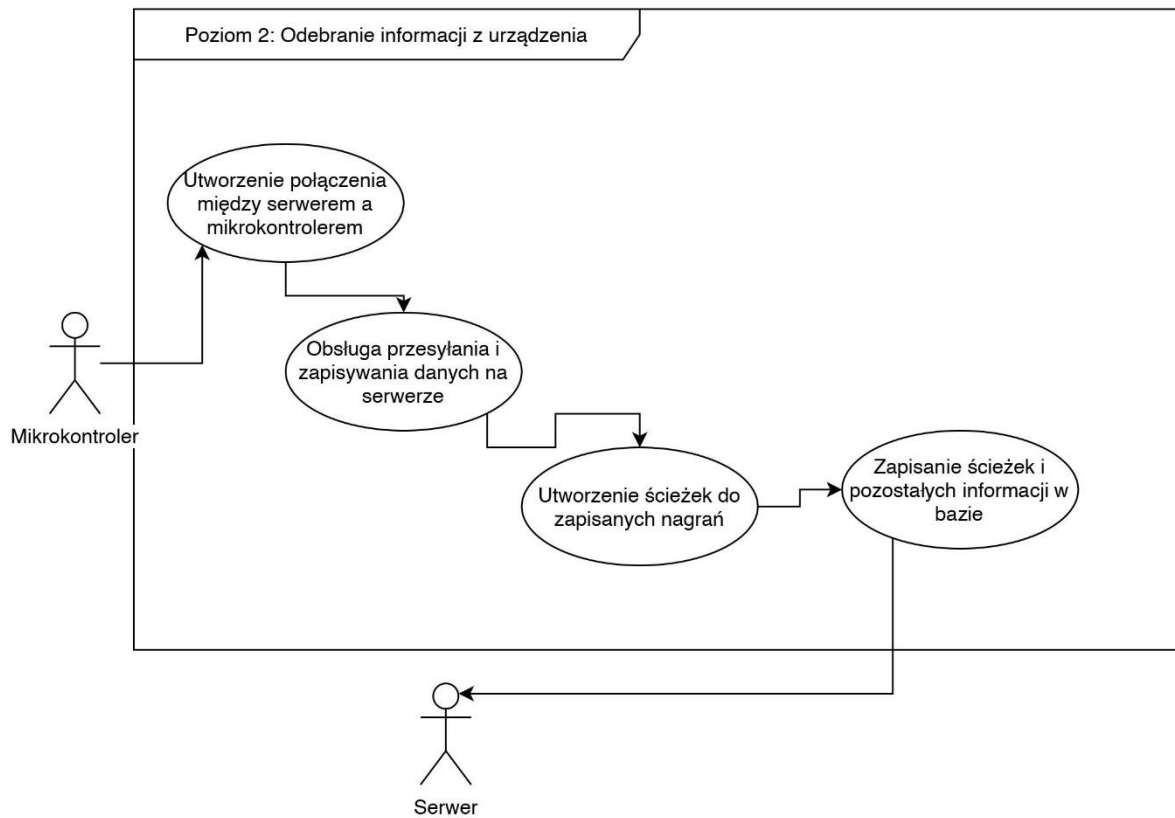 Poziom 2: Odebranie informacji z urządzenia
Utworzenie połączenia
między serwerem a
mikrokontrolerem
Obsługa przesyłania i
zapisywania danych na
serwerze
Mikrokontroler
Utworzenie ścieżek do
zapisanych nagrań
Zapisanie ścieżek i
pozostałych informacji w
bazie
Serwer